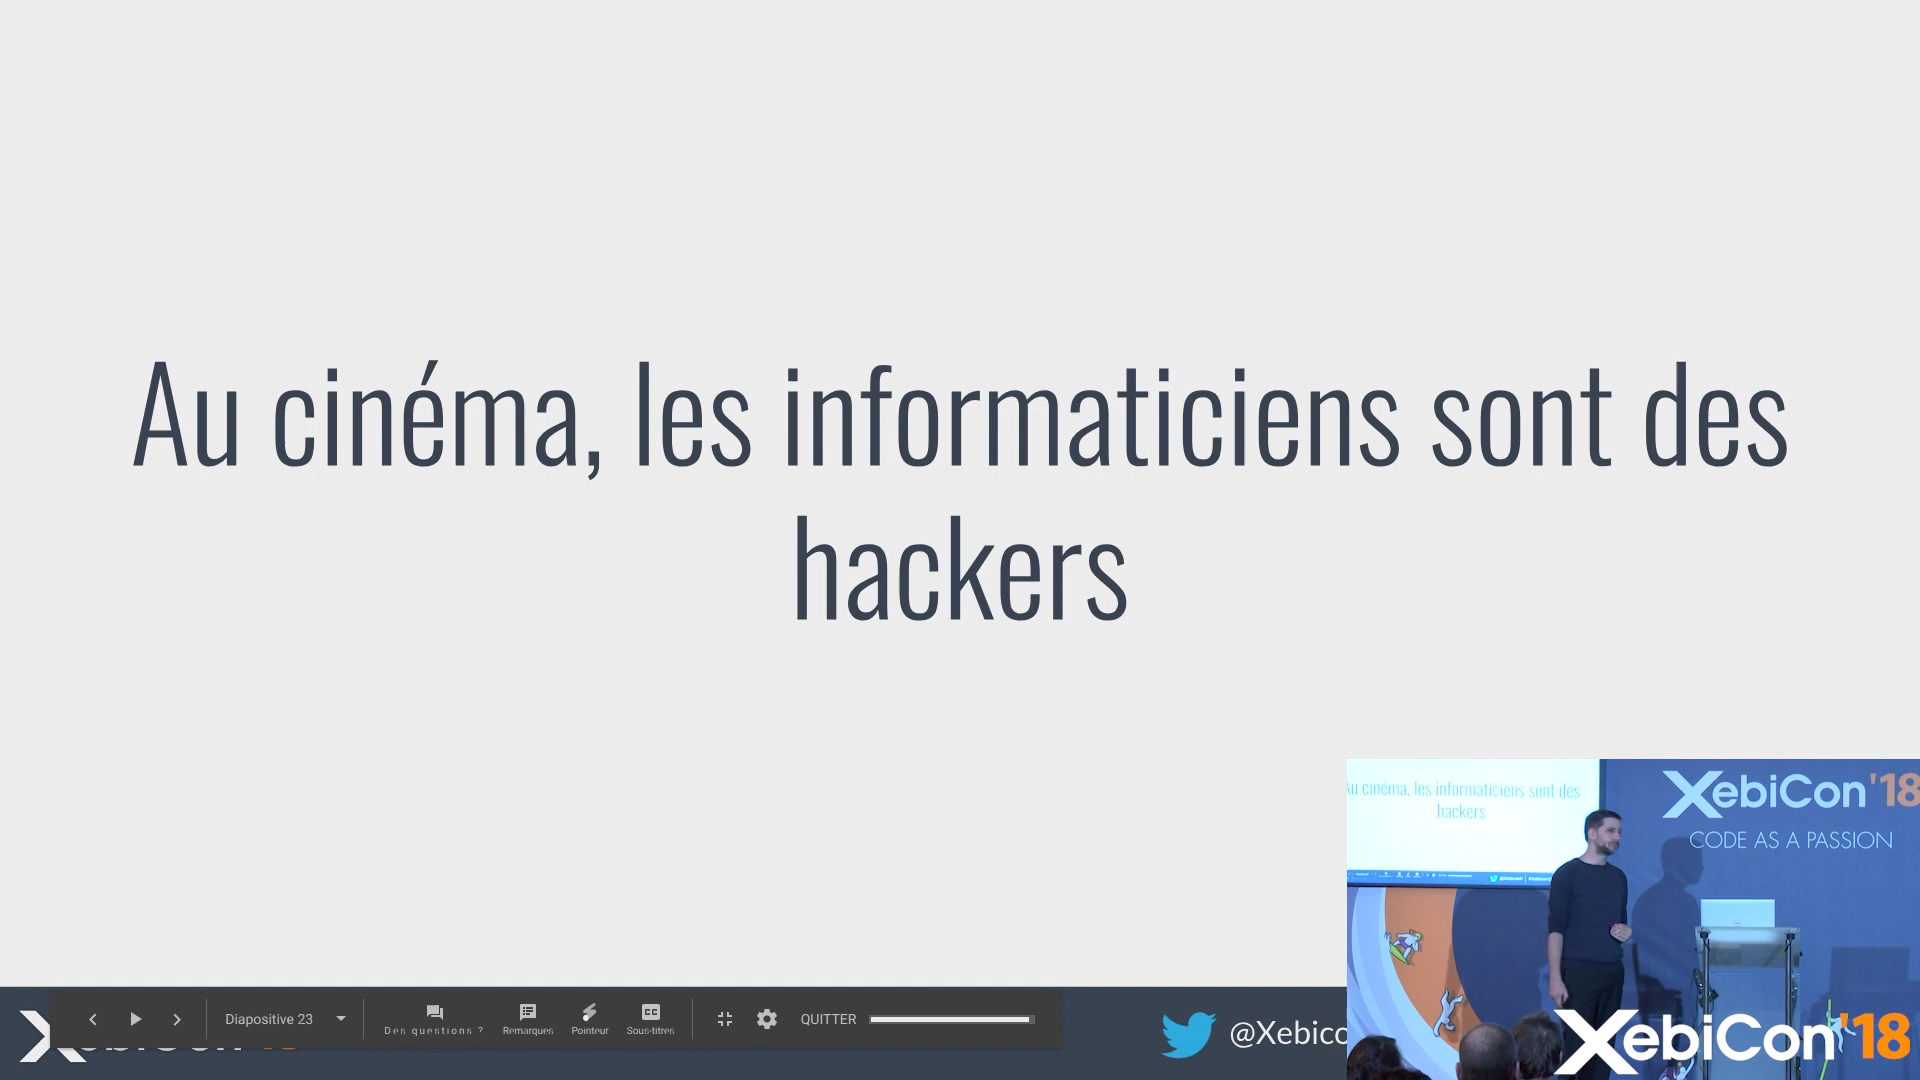 Au cinéma, les informaticiens sont des
hackers
Au cinéma, les informaticiens sont des
hackers
XebiCon'18
CODE AS A PASSION
Diapositive 23
Des questions ?
Remarques
Pointeur
Sous-titres
QUITTER
@Xebico
XebiCon'18